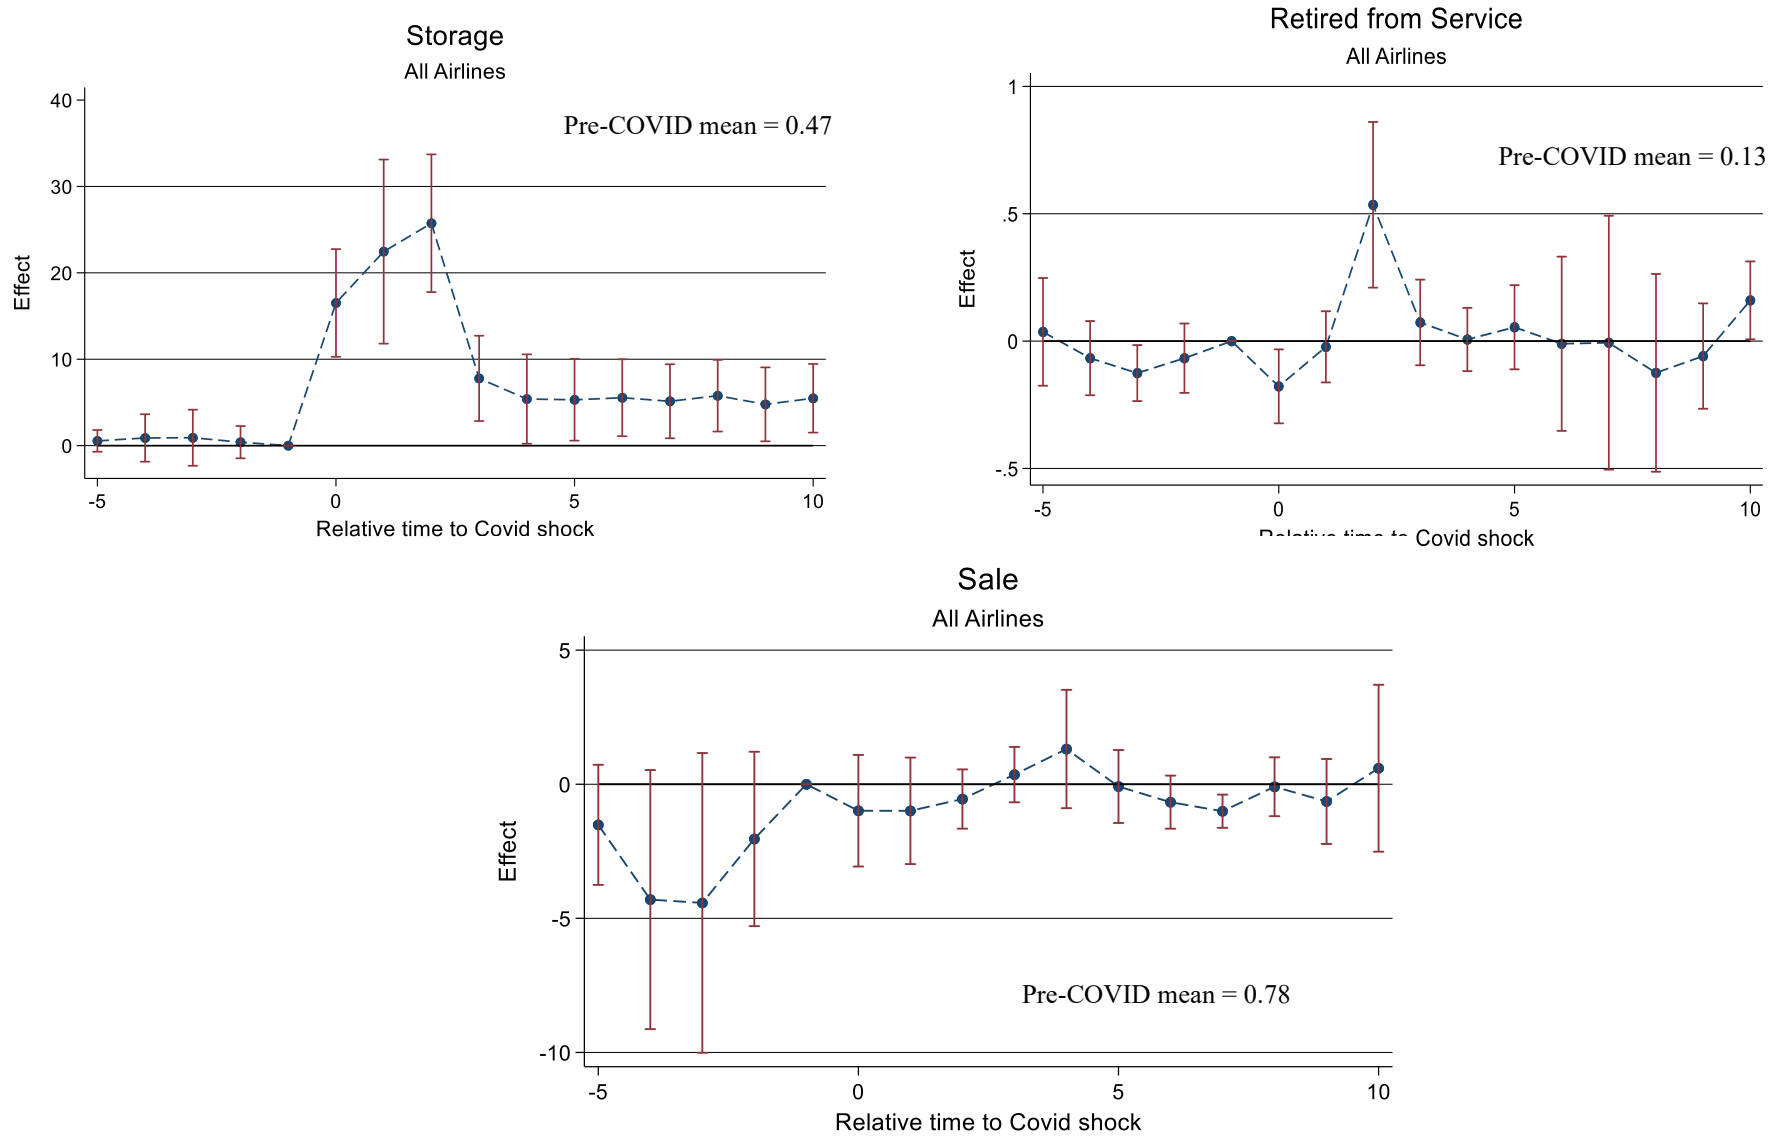 Storage
All Airlines
40
Pre-COVID mean = 0.47
30
20
10
0
Effect
-5
0
5
10
Relative time to Covid shock
Retired from Service
All Airlines
1
Pre-COVID mean = 0.13
.5
0
-.5
Effect
-5
0
5
10
Relative time to Covid shock
Sale
All Airlines
5
0
-5
-10
Effect
Pre-COVID mean = 0.78
-5
0
5
10
Relative time to Covid shock